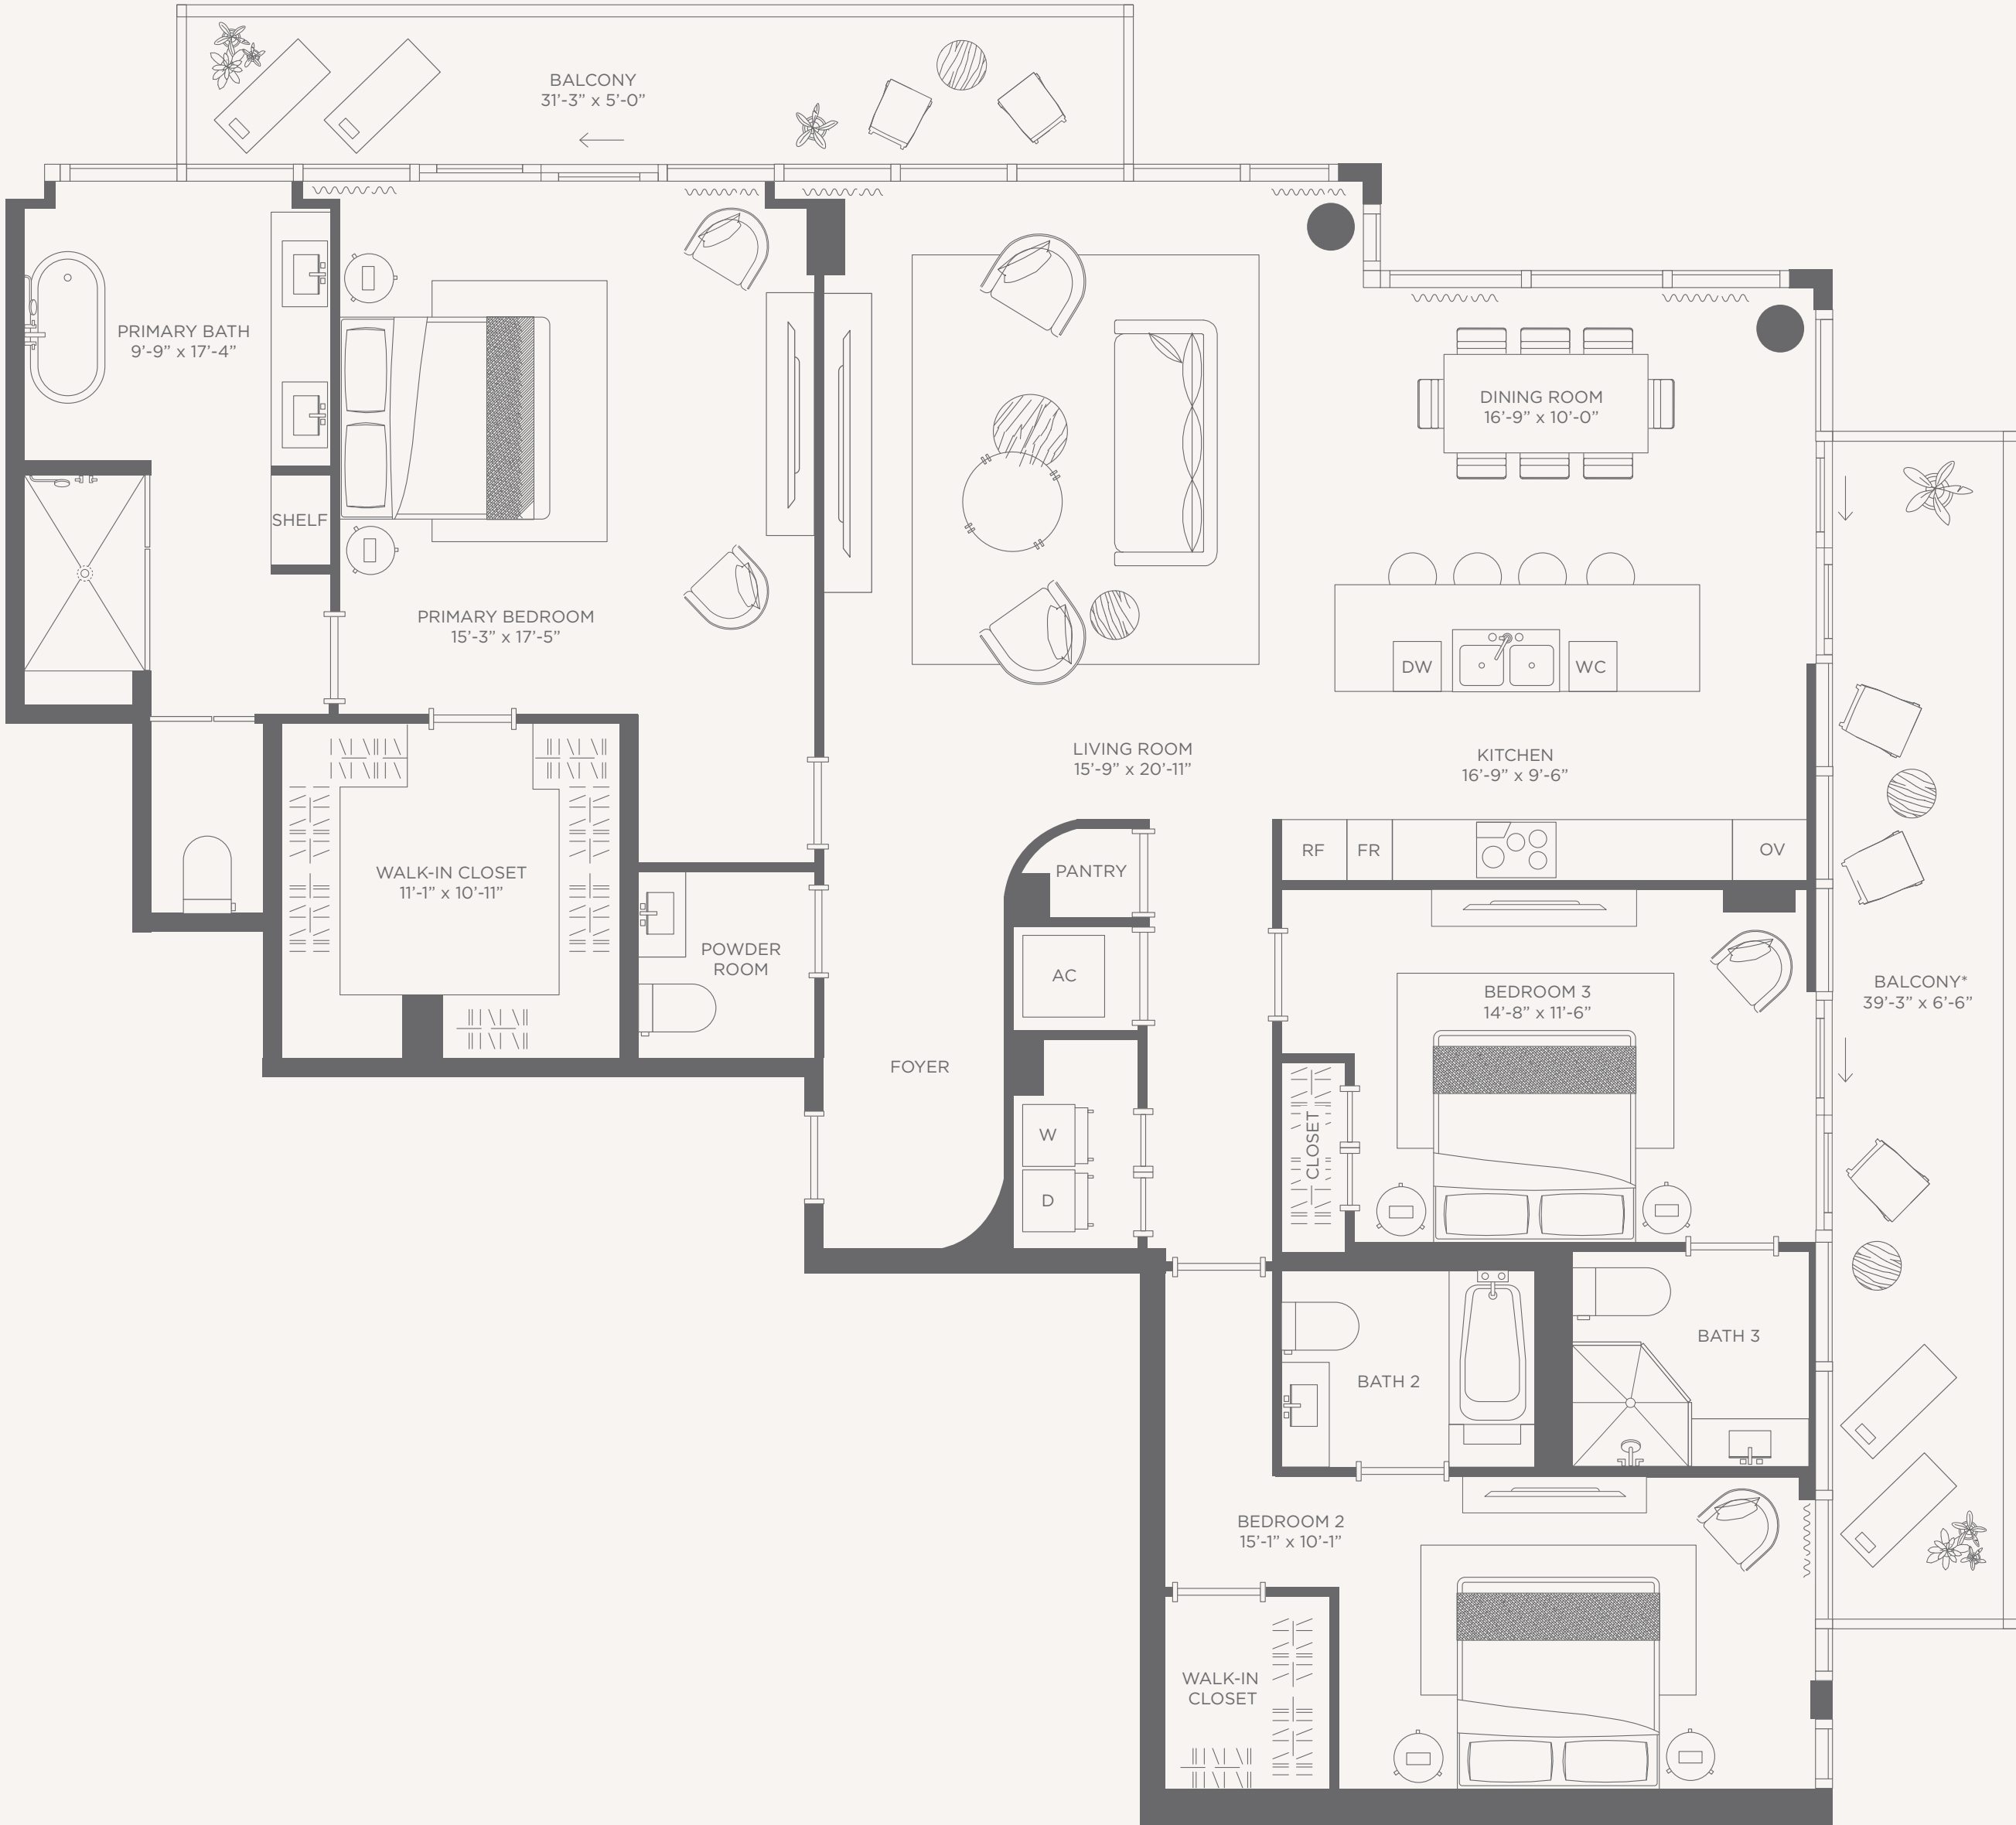 BALCONY
31’-3” x 5’-0”
PRIMARY BATH
9’-9” x 17’-4”
DINING ROOM
16’-9” x 10’-0”
SHELF
PRIMARY BEDROOM
15’-3” x 17’-5”
DW
WC
LIVING ROOM
15’-9” x 20’-11”
KITCHEN
16’-9” x 9’-6”
RF
FR
OV
WALK-IN CLOSET
11’-1” x 10’-11”
PANTRY
POWDER
ROOM
AC
BEDROOM 3
14’-8” x 11’-6”
BALCONY*
39’-3” x 6’-6”
FOYER
W
D
CLOSET
BATH 3
BATH 2
BEDROOM 2
15’-1” x 10’-1”
WALK-IN
CLOSET